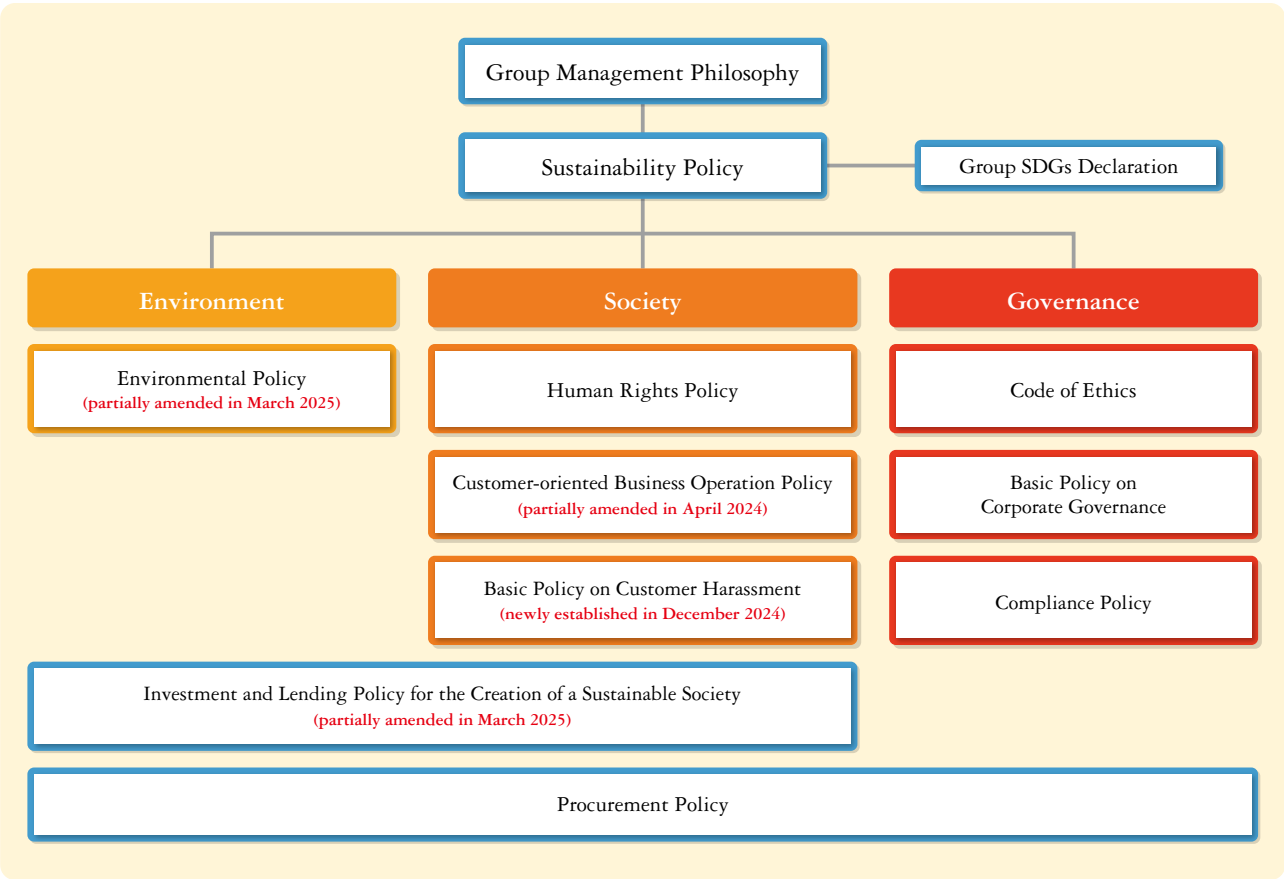 Group Management Philosophy
Sustainability Policy
Group SDGs Declaration
Environment
Society
Governance
Environmental Policy
(partially amended in March 2025)
Human Rights Policy
Code of Ethics
Customer-oriented Business Operation Policy
(partially amended in April 2024)
Basic Policy on
Corporate Governance
Basic Policy on Customer Harassment
(newly established in December 2024)
Compliance Policy
Investment and Lending Policy for the Creation of a Sustainable Society
(partially amended in March 2025)
Procurement Policy